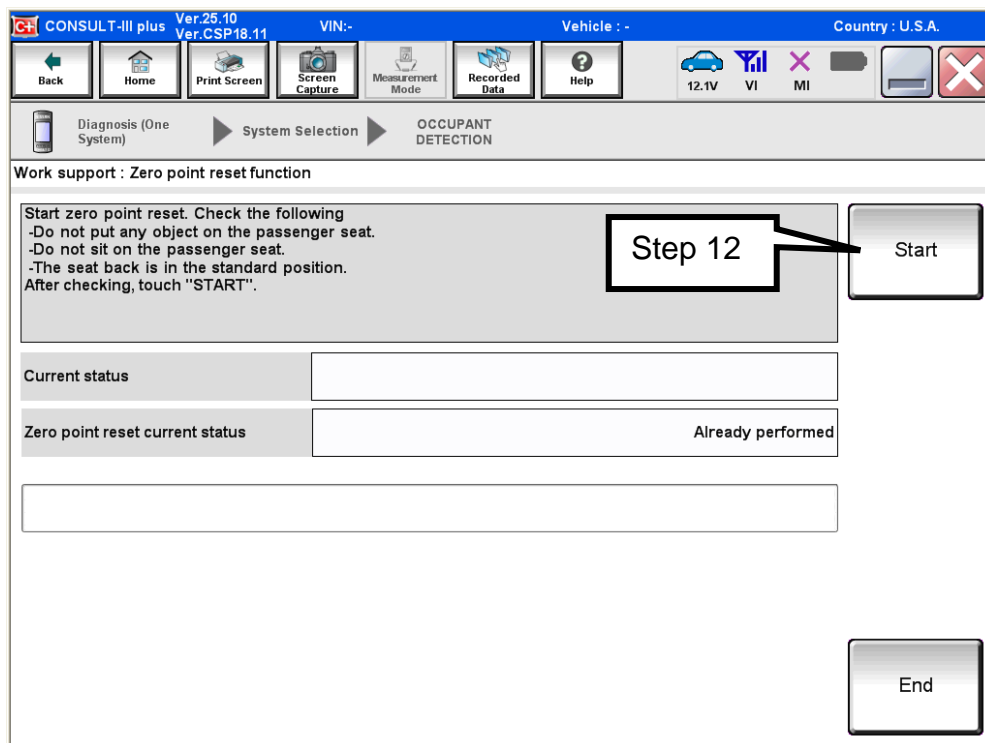 C+ CONSULT-III plus Ver.25.10 Ver.CSP18.11 VIN:- Vehicle : - Country : U.S.A.
Back Home Print Screen Screen Capture Measurement Mode Recorded Data Help 12.1V VI MI
Diagnosis (One System) System Selection OCCUPANT DETECTION
Work support : Zero point reset function
Start zero point reset. Check the following
-Do not put any object on the passenger seat.
-Do not sit on the passenger seat.
-The seat back is in the standard position.
After checking, touch "START".
Step 12
Start
Current status
Zero point reset current status Already performed
End